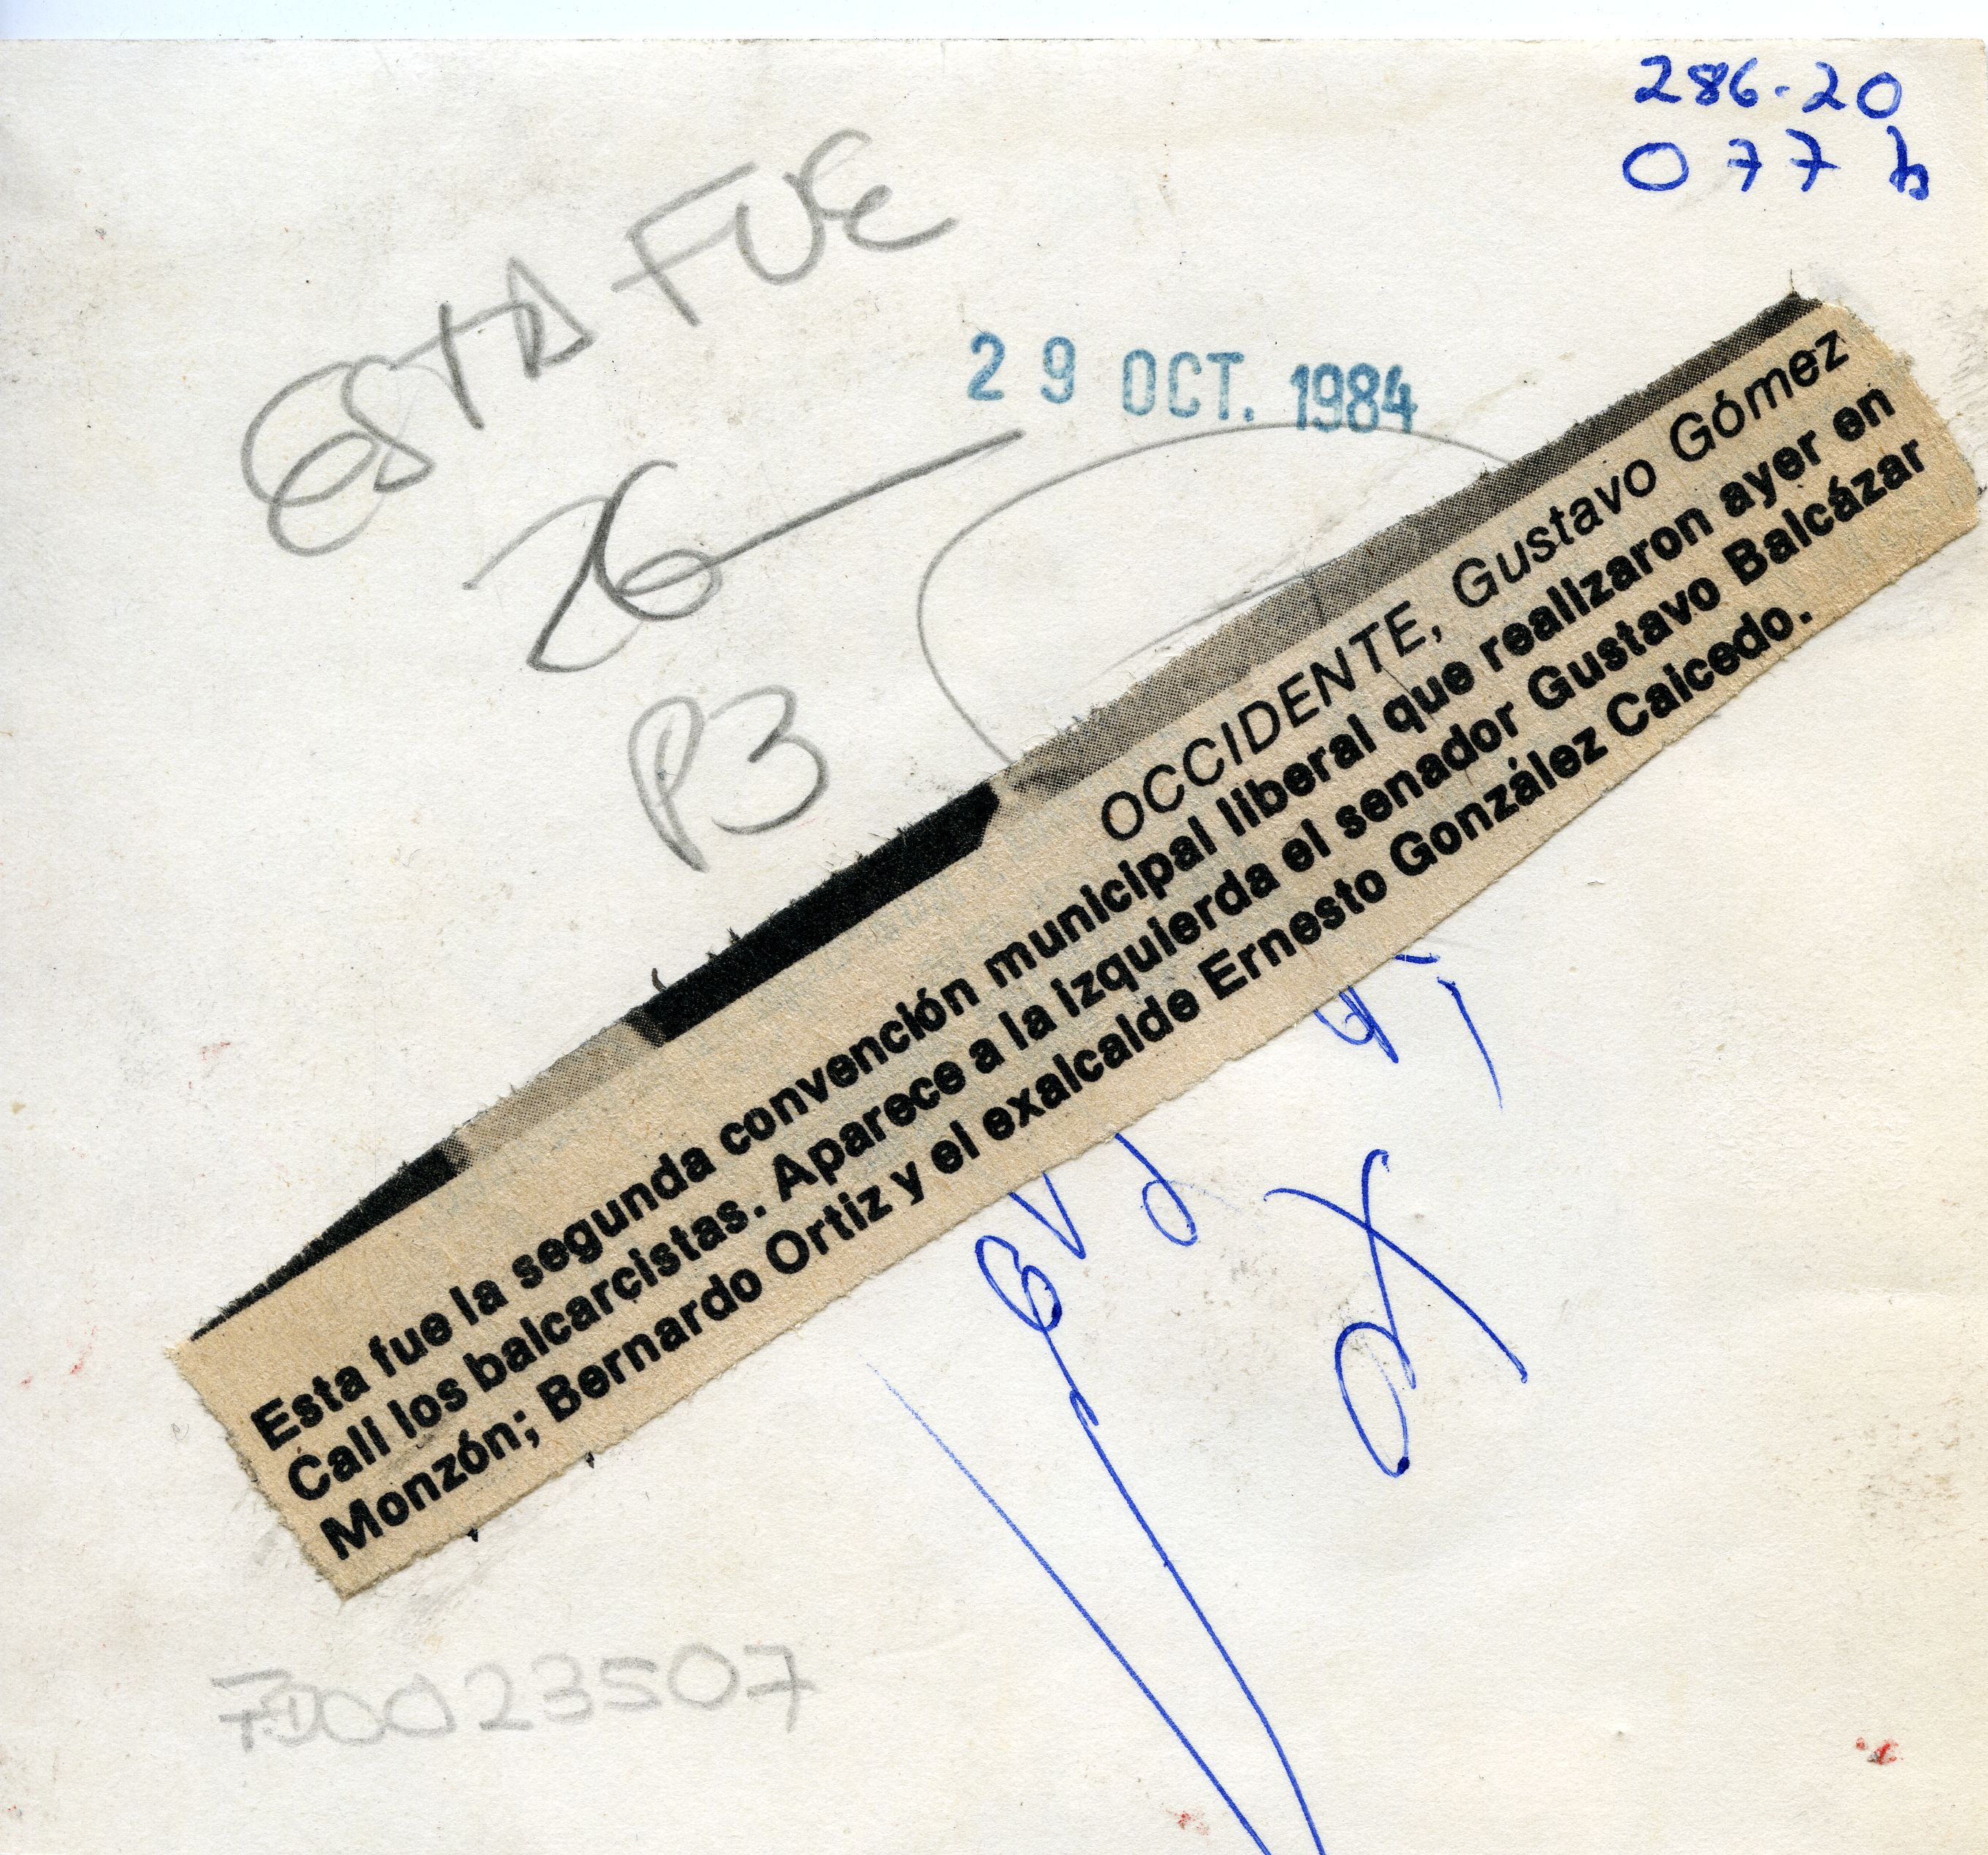 286-20
077 h
ESTA FUE
29 OCT. 1984
26
P3
OCCIDENTE, Gustavo Gómez
Esta fue la segunda convención municipal liberal que realizaron ayer en
Cali los balcarcistas. Aparece a la izquierda el senador Gustavo Balcázar
Monzón; Bernardo Ortiz y el exalcalde Ernesto González Caicedo.
7D0023507